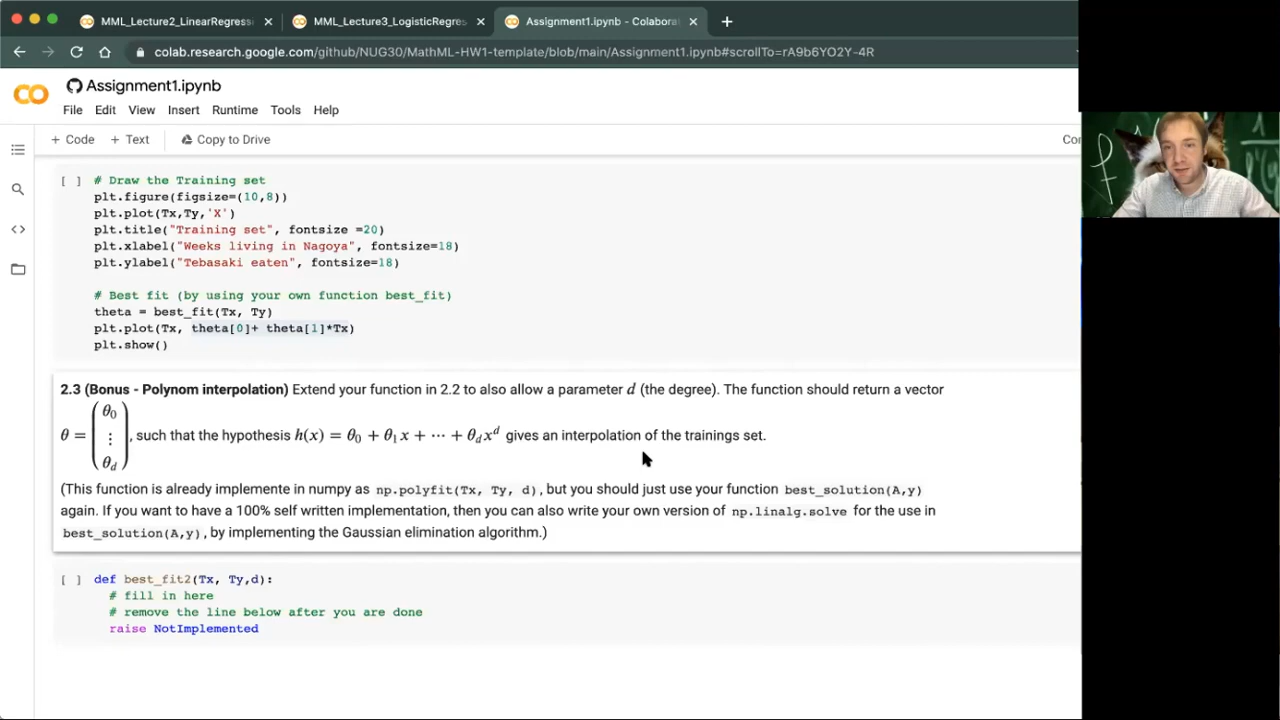 MML_Lecture2_LinearRegress
MML_Lecture3_LogisticRegres
Assignment1.ipynb - Colabora
colab.research.google.com/github/NUG30/MathML-HW1-template/blob/main/Assignment1.ipynb#scrollTo=rA9b6YO2Y-4R
Assignment1.ipynb
File Edit View Insert Runtime Tools Help
+ Code + Text Copy to Drive
[ ] # Draw the Training set
plt.figure(figsize=(10,8))
plt.plot(Tx,Ty,'X')
plt.title("Training set", fontsize =20)
plt.xlabel("Weeks living in Nagoya", fontsize=18)
plt.ylabel("Tebasaki eaten", fontsize=18)
# Best fit (by using your own function best_fit)
theta = best_fit(Tx, Ty)
plt.plot(Tx, theta[0]+ theta[1]*Tx)
plt.show()
2.3 (Bonus - Polynom interpolation) Extend your function in 2.2 to also allow a parameter d (the degree). The function should return a vector
θ = (θ0 ⋮ θd), such that the hypothesis h(x) = θ0 + θ1x + ⋯ + θdx^d gives an interpolation of the trainings set.
(This function is already implemente in numpy as np.polyfit(Tx, Ty, d), but you should just use your function best_solution(A,y)
again. If you want to have a 100% self written implementation, then you can also write your own version of np.linalg.solve for the use in
best_solution(A,y), by implementing the Gaussian elimination algorithm.)
[ ] def best_fit2(Tx, Ty,d):
# fill in here
# remove the line below after you are done
raise NotImplemented